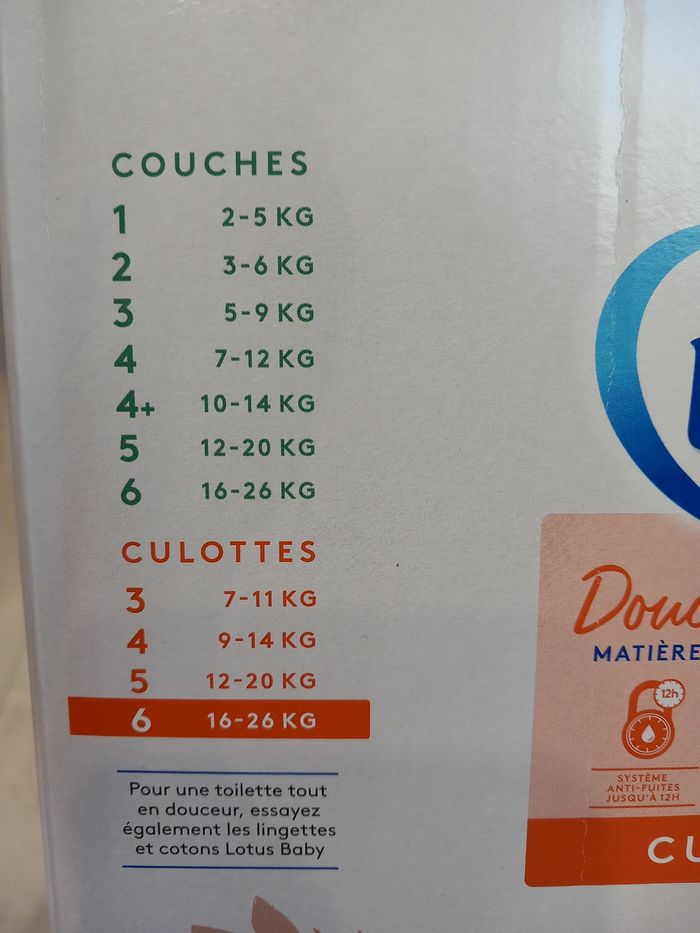 COUCHES
1 2-5 KG
2 3-6 KG
3 5-9 KG
4 7-12 KG
4+ 10-14 KG
5 12-20 KG
6 16-26 KG
CULOTTES
3 7-11 KG
4 9-14 KG
5 12-20 KG
6 16-26 KG
Pour une toilette tout
en douceur, essayez
également les lingettes
et cotons Lotus Baby
MATIÈRE
12h
SYSTÈME
ANTI-FUITES
JUSQU'À 12H